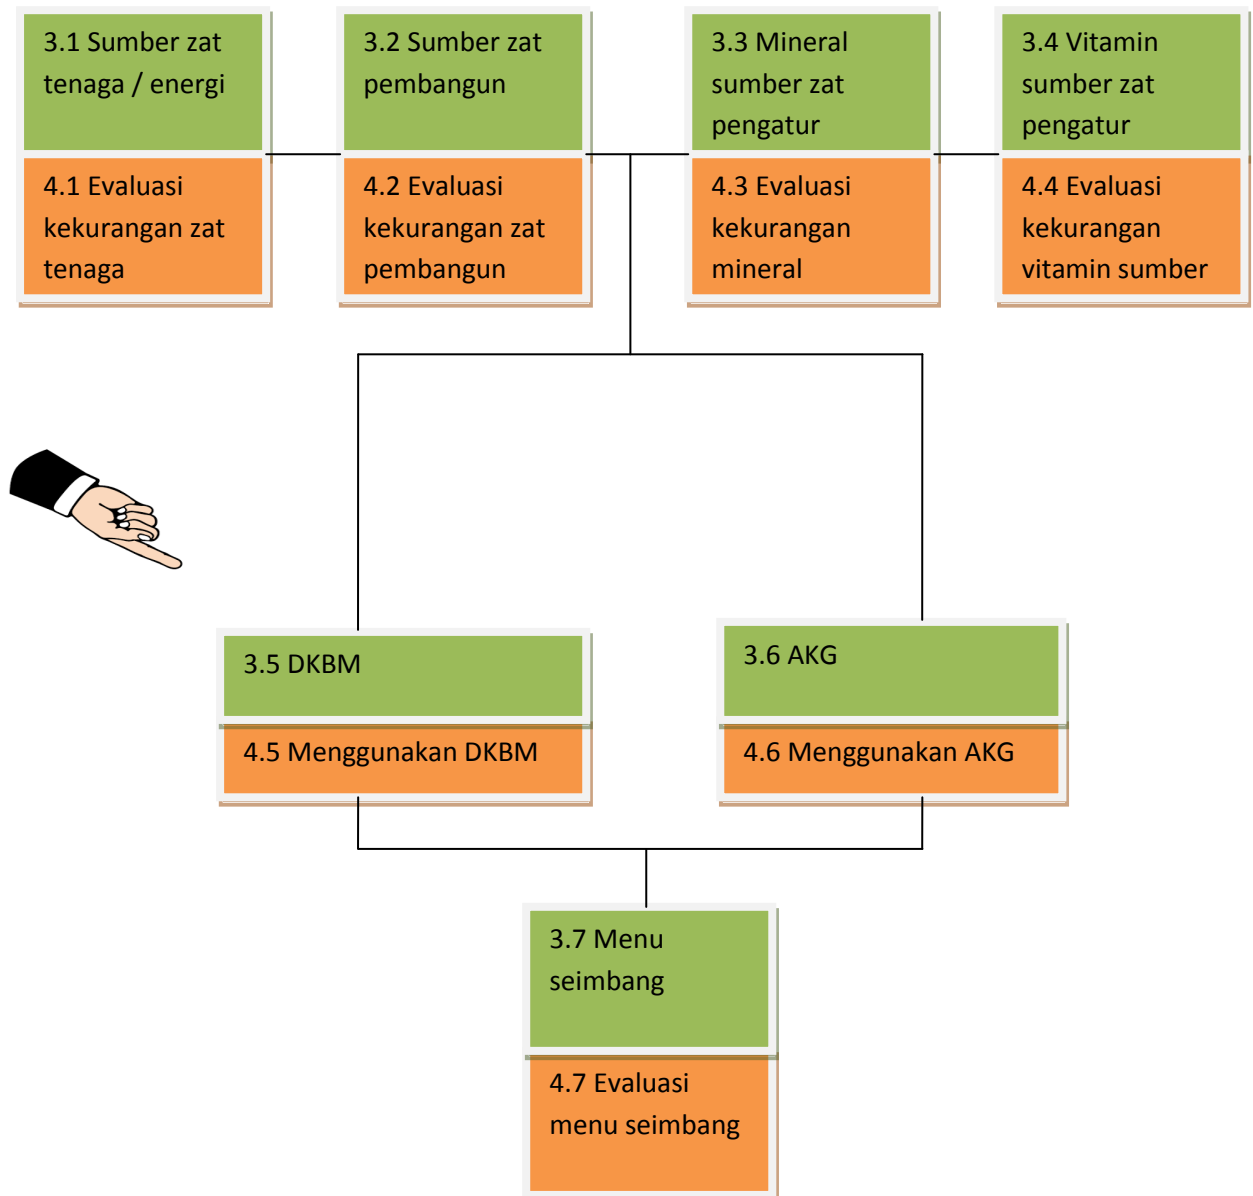 3.1 Sumber zat
tenaga / energi
4.1 Evaluasi
kekurangan zat
tenaga
3.2 Sumber zat
pembangun
4.2 Evaluasi
kekurangan zat
pembangun
3.3 Mineral
sumber zat
pengatur
4.3 Evaluasi
kekurangan
mineral
3.4 Vitamin
sumber zat
pengatur
4.4 Evaluasi
kekurangan
vitamin sumber
3.5 DKBM
4.5 Menggunakan DKBM
3.6 AKG
4.6 Menggunakan AKG
3.7 Menu
seimbang
4.7 Evaluasi
menu seimbang